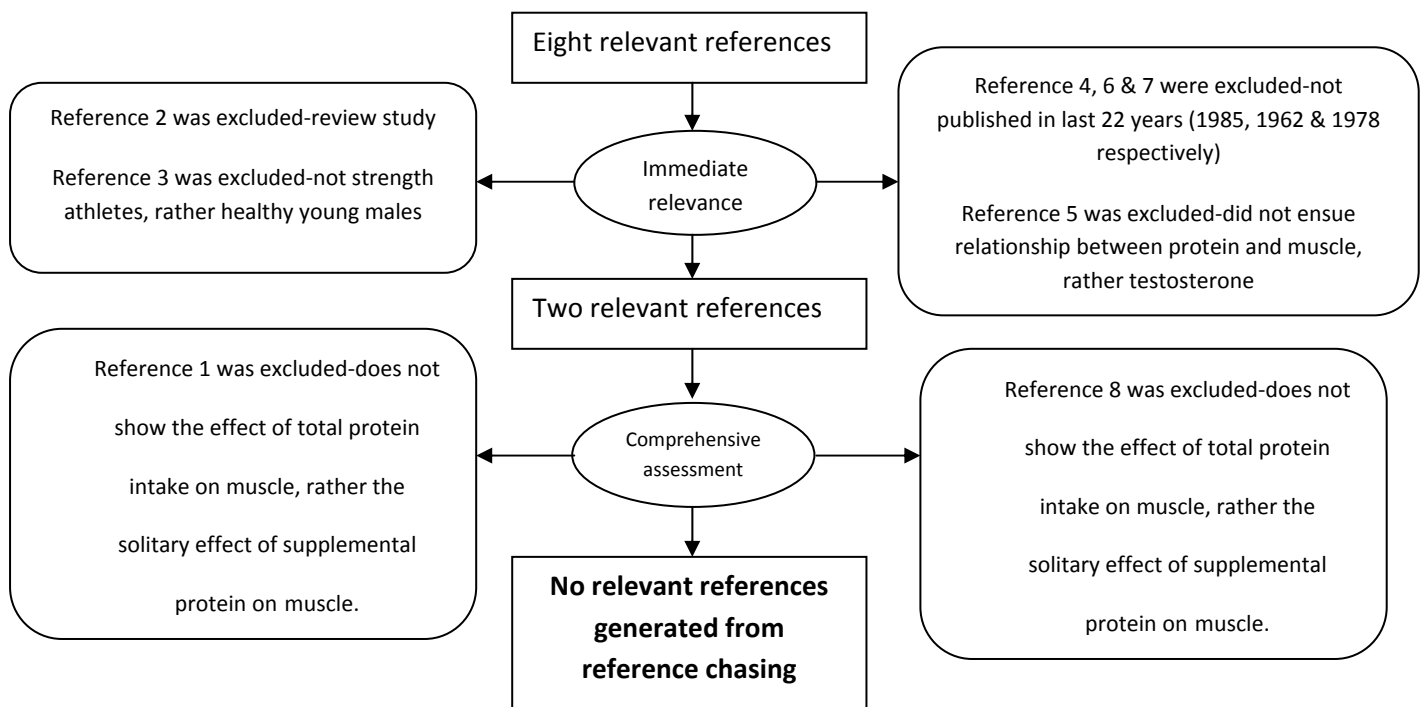 Eight relevant references
Reference 2 was excluded-review study
Reference 3 was excluded-not strength
athletes, rather healthy young males
Immediate
relevance
Reference 4, 6 & 7 were excluded-not
published in last 22 years (1985, 1962 & 1978
respectively)
Reference 5 was excluded-did not ensue
relationship between protein and muscle,
rather testosterone
Two relevant references
Reference 1 was excluded-does not
show the effect of total protein
intake on muscle, rather the
solitary effect of supplemental
protein on muscle.
Comprehensive
assessment
Reference 8 was excluded-does not
show the effect of total protein
intake on muscle, rather the
solitary effect of supplemental
protein on muscle.
No relevant references
generated from
reference chasing